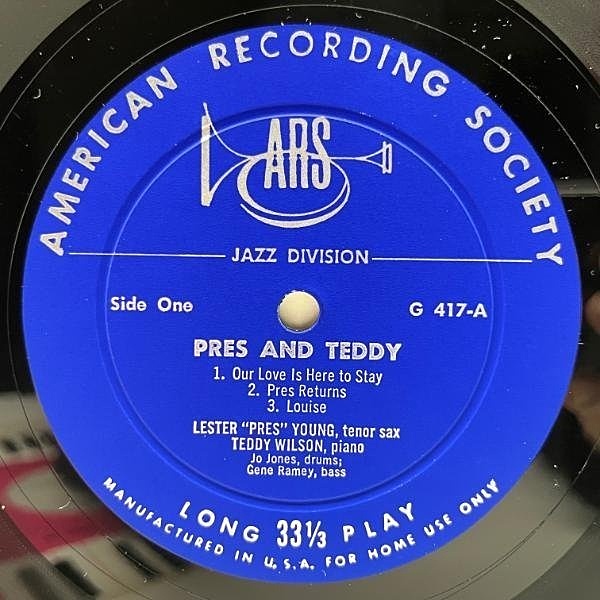 AMERICAN RECORDING SOCIETY
ARS
JAZZ DIVISION
Side One
G 417-A
PRES AND TEDDY
1. Our Love Is Here to Stay
2. Pres Returns
3. Louise
LESTER "PRES" YOUNG, tenor sax
TEDDY WILSON, piano
Jo Jones, drums;
Gene Ramey, bass
LONG 33⅓ PLAY
MANUFACTURED IN U.S.A. FOR HOME USE ONLY